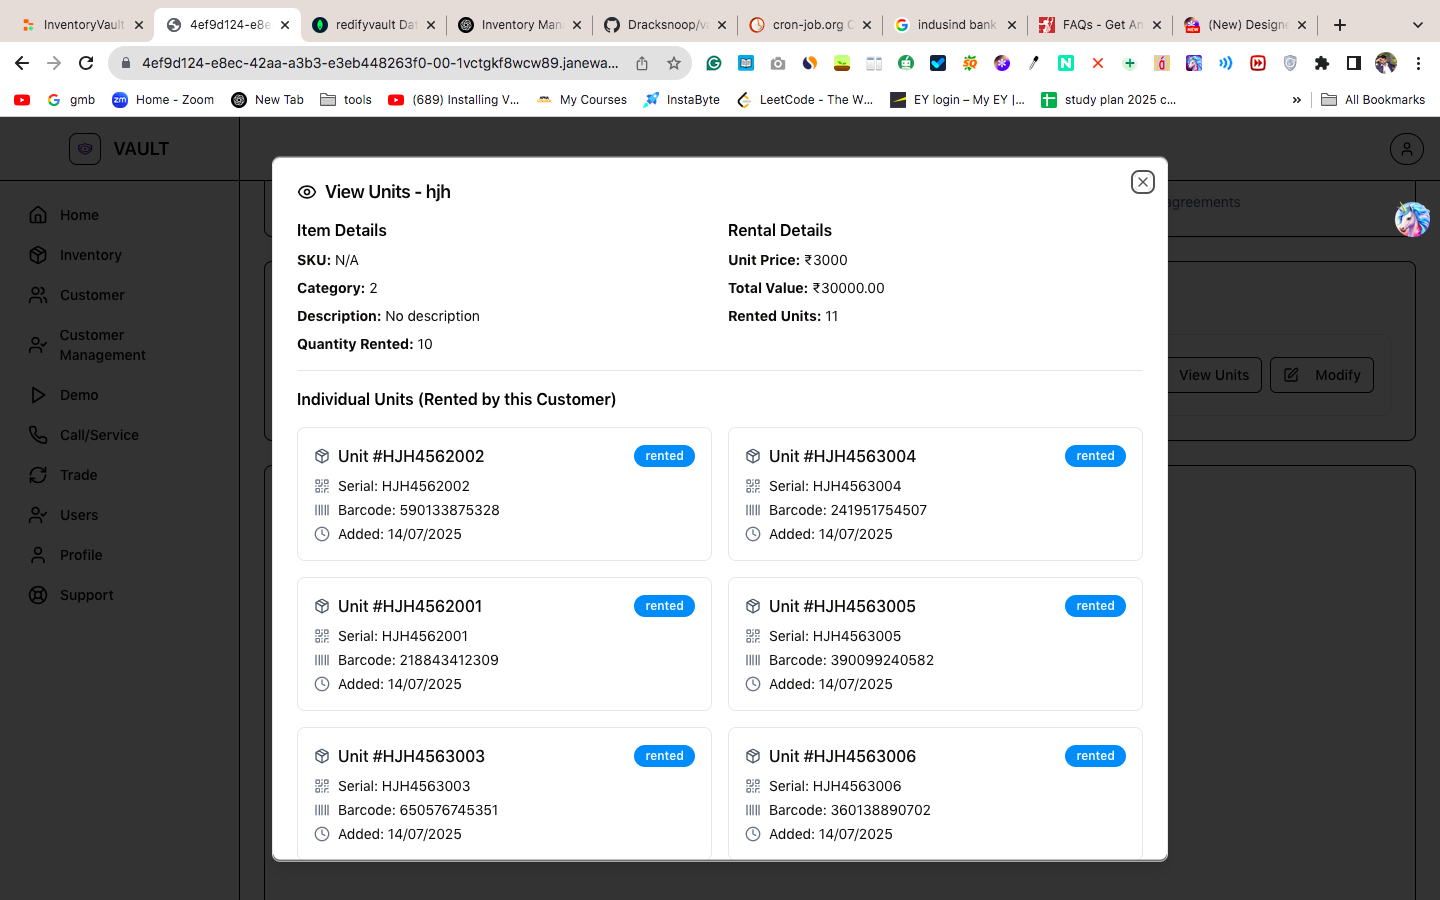 InventoryVault
4ef9d124-e8e
redifyvault Dat
Inventory Man
Dracksnoop/va
cron-job.org C
indusind bank
FAQs - Get An
(New) Designe
4ef9d124-e8ec-42aa-a3b3-e3eb448263f0-00-1vctgkf8wcw89.janewa...
gmb
Home - Zoom
New Tab
tools
(689) Installing V...
My Courses
InstaByte
LeetCode - The W...
EY login – My EY |...
study plan 2025 c...
»
All Bookmarks
VAULT
Home
Inventory
Customer
Customer
Management
Demo
Call/Service
Trade
Users
Profile
Support
agreements
View Units
Modify
View Units - hjh
Item Details
SKU: N/A
Category: 2
Description: No description
Quantity Rented: 10
Rental Details
Unit Price: ₹3000
Total Value: ₹30000.00
Rented Units: 11
Individual Units (Rented by this Customer)
Unit #HJH4562002
rented
Serial: HJH4562002
Barcode: 590133875328
Added: 14/07/2025
Unit #HJH4563004
rented
Serial: HJH4563004
Barcode: 241951754507
Added: 14/07/2025
Unit #HJH4562001
rented
Serial: HJH4562001
Barcode: 218843412309
Added: 14/07/2025
Unit #HJH4563005
rented
Serial: HJH4563005
Barcode: 390099240582
Added: 14/07/2025
Unit #HJH4563003
rented
Serial: HJH4563003
Barcode: 650576745351
Added: 14/07/2025
Unit #HJH4563006
rented
Serial: HJH4563006
Barcode: 360138890702
Added: 14/07/2025